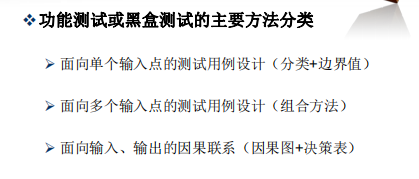 ❖功能测试或黑盒测试的主要方法分类
➢ 面向单个输入点的测试用例设计（分类+边界值）
➢ 面向多个输入点的测试用例设计（组合方法）
➢ 面向输入、输出的因果联系（因果图+决策表）